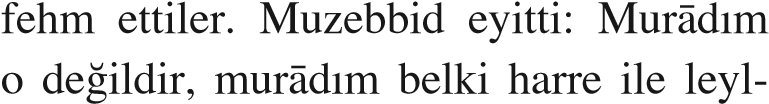 fehm ettiler. Muzebbid eyitti: Murādım
o değildir, murādım belki harre ile leyl-